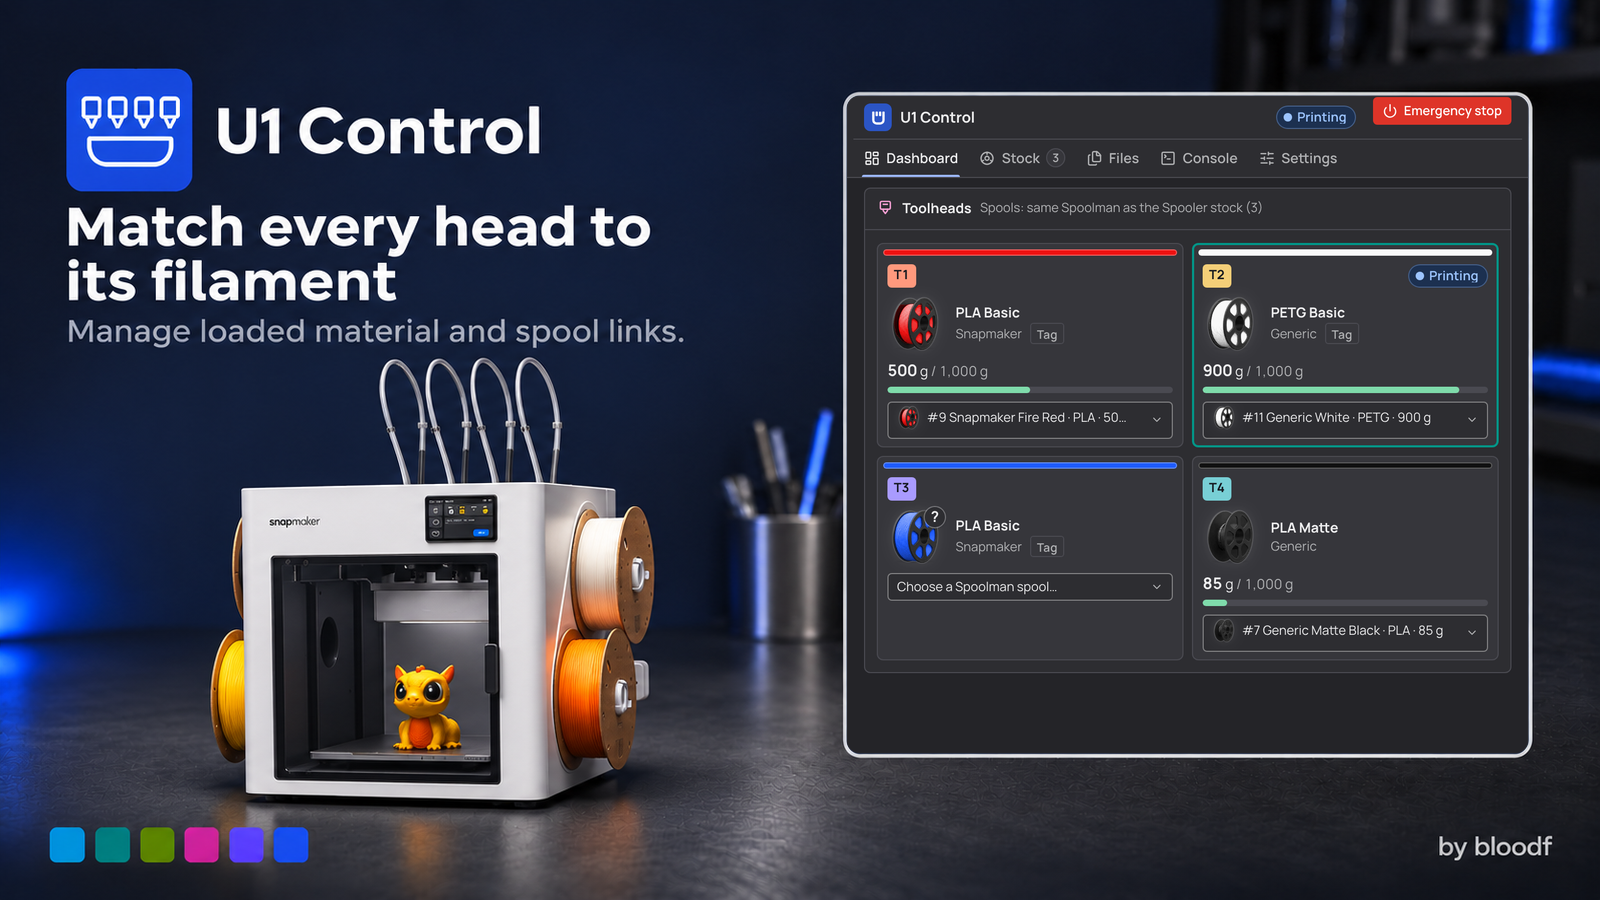 U1 Control
Match every head to
its filament
Manage loaded material and spool links.
snapmaker
U1 Control
Printing
Emergency stop
Dashboard
Stock 3
Files
Console
Settings
Toolheads Spools: same Spoolman as the Spooler stock (3)
T1
PLA Basic
Snapmaker Tag
500 g / 1,000 g
#9 Snapmaker Fire Red · PLA · 50...
T2
Printing
PETG Basic
Generic Tag
900 g / 1,000 g
#11 Generic White · PETG · 900 g
T3
?
PLA Basic
Snapmaker Tag
Choose a Spoolman spool...
T4
PLA Matte
Generic
85 g / 1,000 g
#7 Generic Matte Black · PLA · 85 g
by bloodf